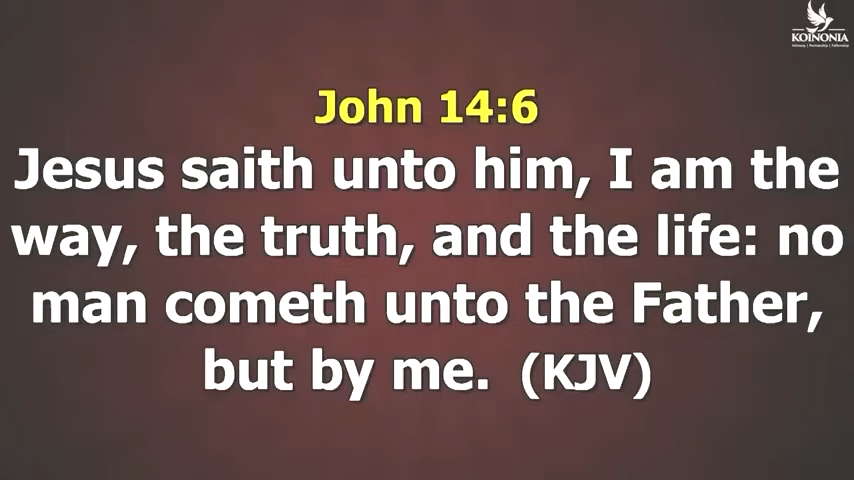 KOINONIA
John 14:6
Jesus saith unto him, I am the
way, the truth, and the life: no
man cometh unto the Father,
but by me. (KJV)